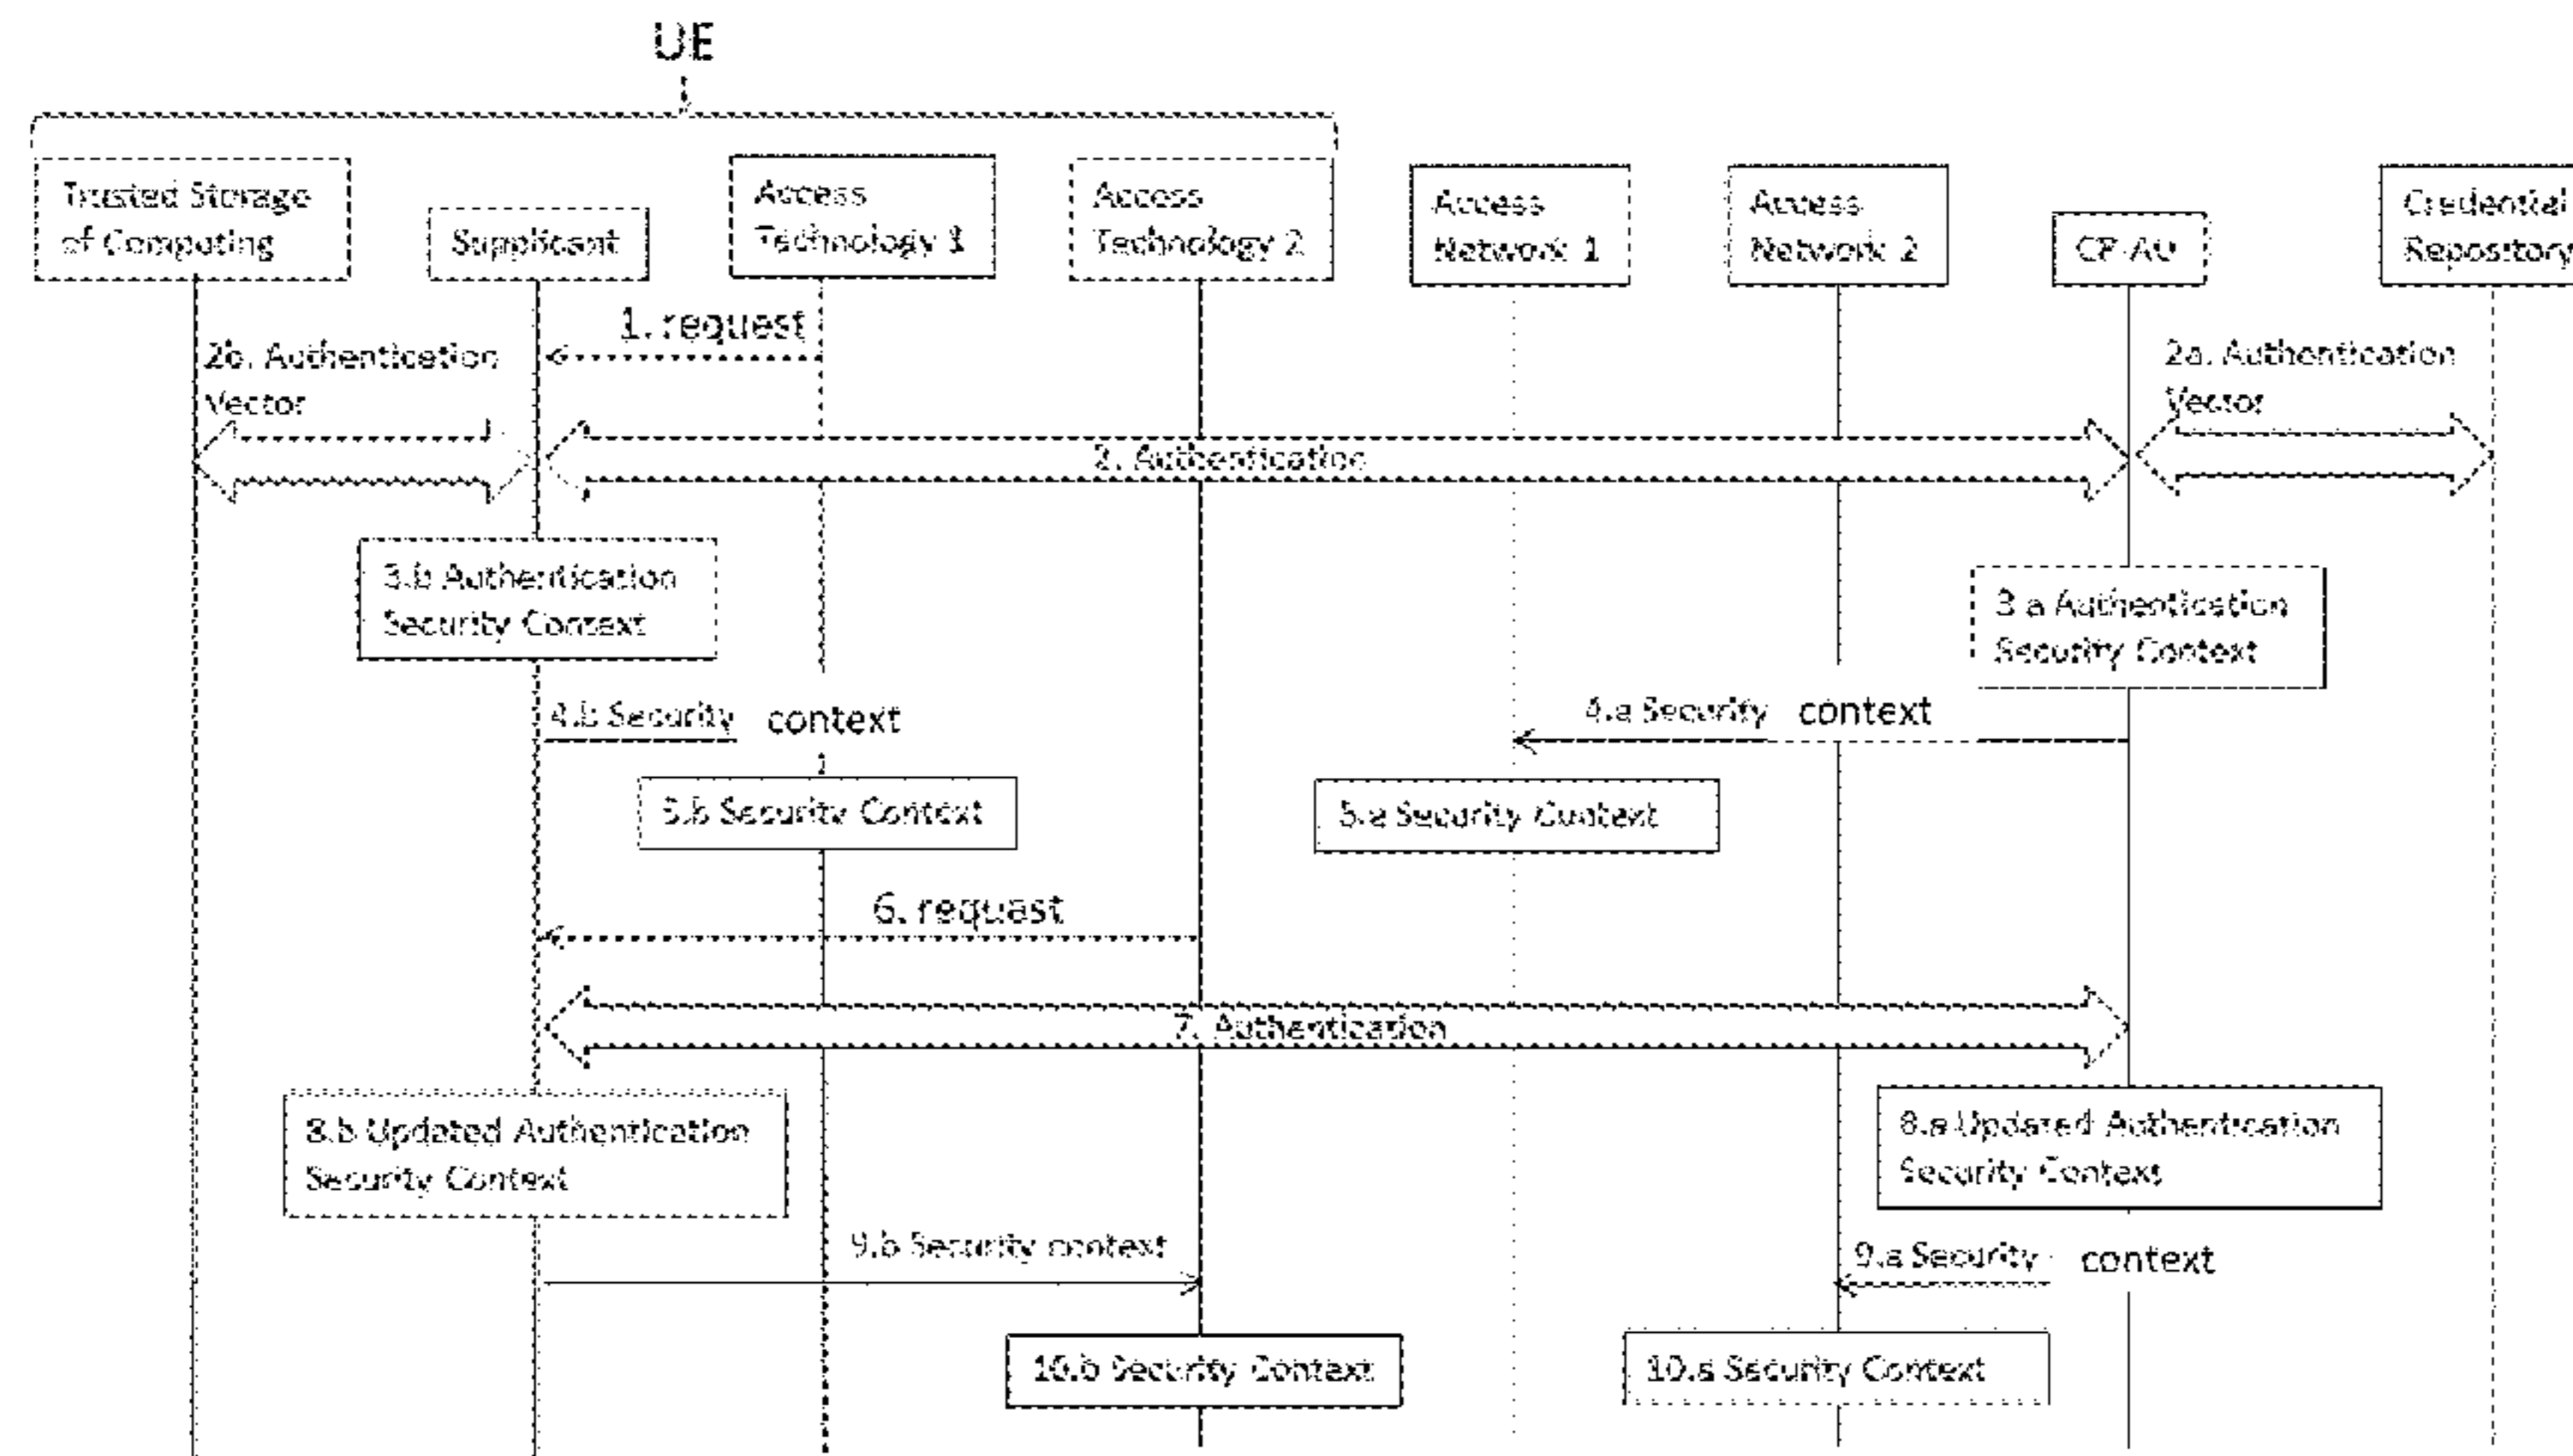 UE
Trusted Storage
of Computing
Supplicant
Access
Technology 1
Access
Technology 2
Access
Network 1
Access
Network 2
CP-AU
Credential
Repository
1. request
2b. Authentication
Vector
2a. Authentication
Vector
2. Authentication
3.b Authentication
Security Context
3.a Authentication
Security Context
4.b Security context
4.a Security context
5.b Security Context
5.a Security Context
6. request
7. Authentication
8.b Updated Authentication
Security Context
8.a Updated Authentication
Security Context
9.b Security context
9.a Security context
10.b Security Context
10.a Security Context